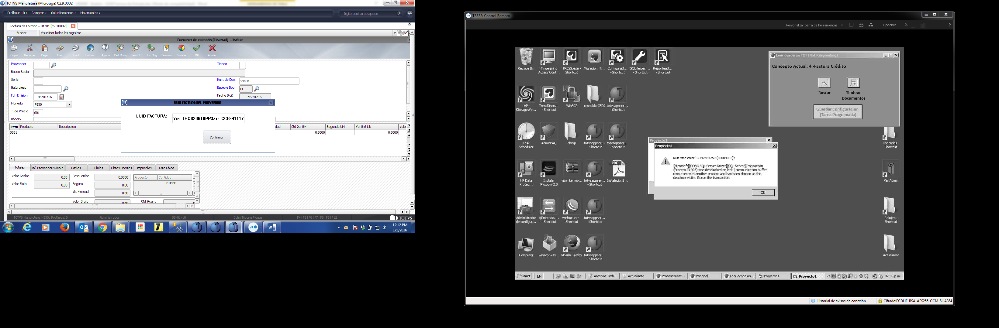 TOTVS Manufatura (Microsiga) 02.9.0002
Protheus 10 > Compras > Actualizaciones > Movimientos >
Digite aqui su busqueda
Factura de Entrada - 01/01 [02.9.0002]
Buscar
Visualizar todos los registros...
Facturas de entrada (Normal) - Incluir
Copiar Recortar Pegar Calc Spool Entorno Ayuda Ped Comp Item PC Doc Orig Remision Prorrateo OK Anular
Proveedor
Tienda
Razon Social
Serie
Num. de Doc. 23434
Naturaleza
Especie Doc. NF
Fch Emision 05/01/16
Fecha Digit. 05/01/16
Moneda PESO
T. de Precio 001
Observ.
UUID FACTURA DEL PROVEEDOR
UUID FACTURA: ?re=TRO820610PP3&rr=CCF941117
Confirmar
Item Producto Descripcion dad Ctd 2a. UM Segunda UM Val Unit Lib Valor
0001 0.0000 0.0000
Totales Inf. Proveedor/Cliente Gastos Titulos Libros Fiscales Impuestos Caja Chica
Valor Gastos 0.00 Descuentos 0.0000 Producto Cantidad
Valor Flete 0.00 Seguro 0.00 0.0000
Vlr. Mercad. 0.00
Valor Bruto 0.00 Ctd. Acum.
TOTVS Manufatura MSSQL Protheus10 Administrador 05/01/16 Ccln/Tijuana Playas F4|F5|F6|F7|F8|F9|F12 TOTVS
12:12 PM
1/5/2016
TRESS: Control Remoto
Personalizar barra de herramientas Opciones ?
Recycle Bin
Fingerprint Access Cont...
TRESS.exe - Shortcut
Migracion_T...
Configurad... - Shortcut
SQLHelper.... - Shortcut
Reportead... - Shortcut
HP StorageWo...
TressDisen... - Shortcut
WinSCP
respaldo CFDI
totvsappser... - Shortcut
Task Scheduler
AdminPAQ
chckp
totvsappser... - Shortcut
totvsappser... - Shortcut
HP Data Protec...
Instalar Pyxoom 2.0
vpn_ike_mo...
totvsappser... - Shortcut
PDF
InstalacionS...
Administrador de configur...
qTimbrado.... - Shortcut
winbox.exe - Shortcut
totvsappser... - Shortcut
Computer
winscp574s...
Mozilla Firefox
totvsappser... - Shortcut
Leer desde un TXT (Not Responding)
Concepto Actual: 4 -Factura Crédito
Buscar
Timbrar
Documentos
Guardar Configuracion
(Tarea Programada)
Proyecto1
Proyecto1
Run-time error '-2147467259 (80004005)':
[Microsoft][ODBC SQL Server Driver][SQL Server]Transaction
(Process ID 905) was deadlocked on lock | communication buffer
resources with another process and has been chosen as the
deadlock victim. Rerun the transaction.
OK
Checadas - Shortcut
VeriAdmin
Relojes - Shortcut
Actualizate
Start EN Archivos Timb... Actualizate Procesamient... Principal Leer desde un... Proyecto1 Proyecto1 02:08 p.m.
Historial de avisos de conexión Cifrado:ECDHE-RSA-AES256-GCM-SHA384